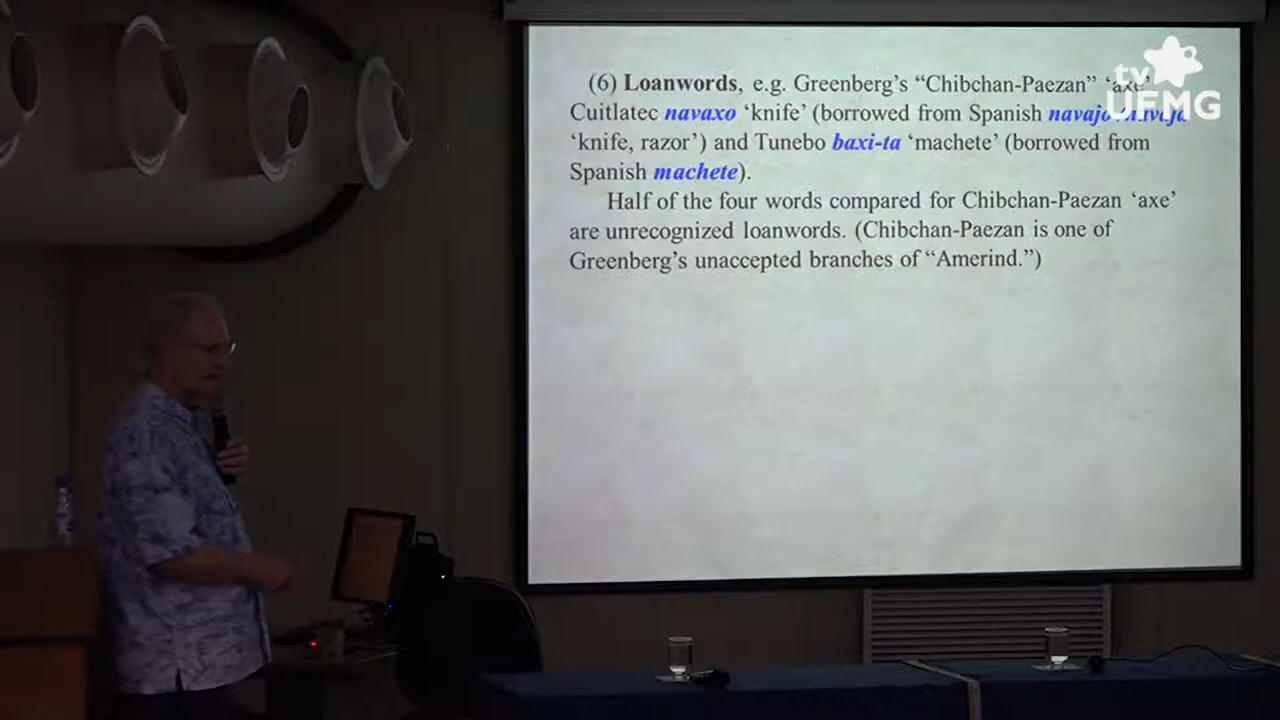 (6) Loanwords, e.g. Greenberg's “Chibchan-Paezan” ‘axe’
Cuitlatec navaxo ‘knife’ (borrowed from Spanish navajo/navaja
‘knife, razor’) and Tunebo baxi-ta ‘machete’ (borrowed from
Spanish machete).
Half of the four words compared for Chibchan-Paezan ‘axe’
are unrecognized loanwords. (Chibchan-Paezan is one of
Greenberg's unaccepted branches of “Amerind.”)
tv
UFMG